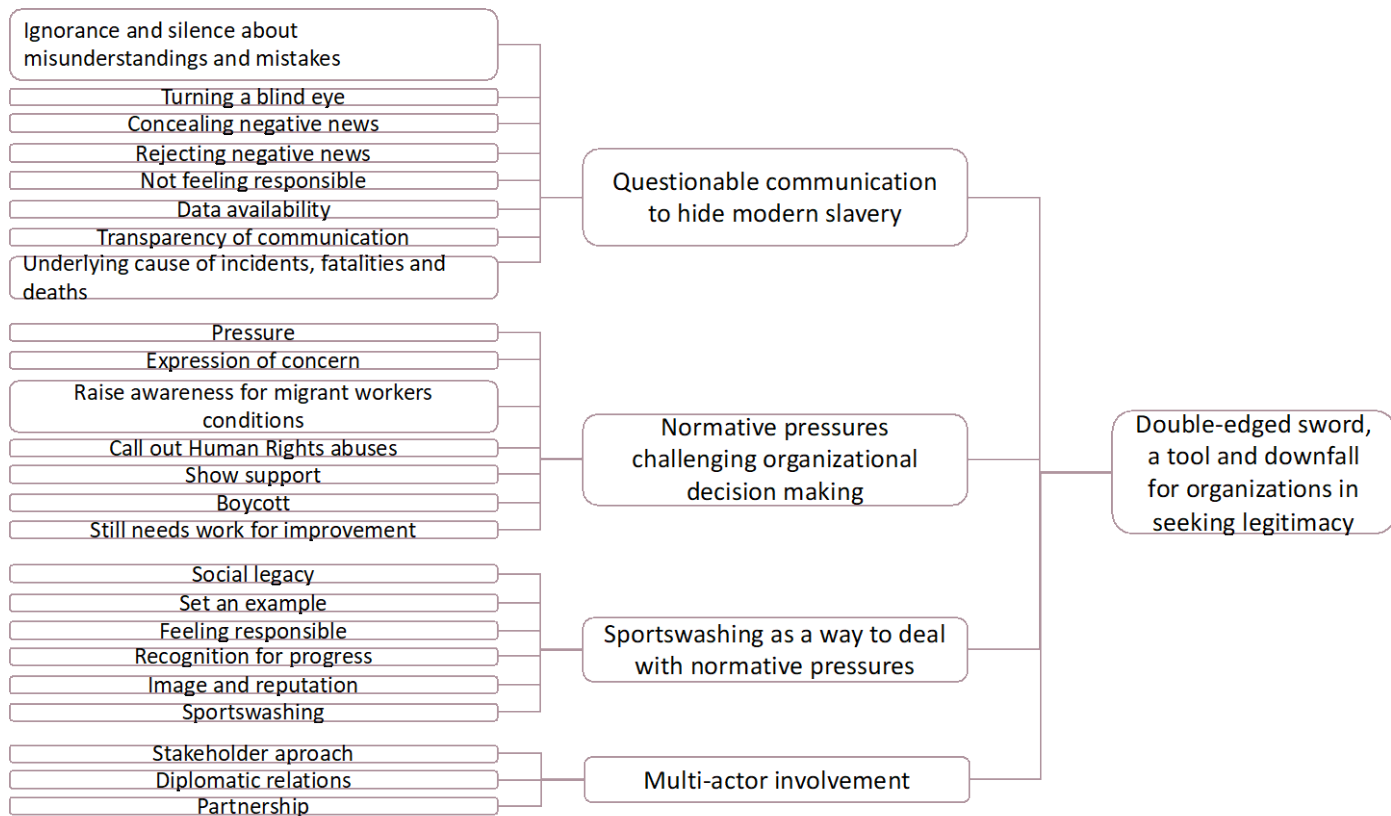 Ignorance and silence about
misunderstandings and mistakes
Turning a blind eye
Concealing negative news
Rejecting negative news
Not feeling responsible
Data availability
Transparency of communication
Underlying cause of incidents, fatalities and
deaths
Questionable communication
to hide modern slavery
Pressure
Expression of concern
Raise awareness for migrant workers
conditions
Call out Human Rights abuses
Show support
Boycott
Still needs work for improvement
Normative pressures
challenging organizational
decision making
Social legacy
Set an example
Feeling responsible
Recognition for progress
Image and reputation
Sportswashing
Sportswashing as a way to deal
with normative pressures
Stakeholder aproach
Diplomatic relations
Partnership
Multi-actor involvement
Double-edged sword,
a tool and downfall
for organizations in
seeking legitimacy